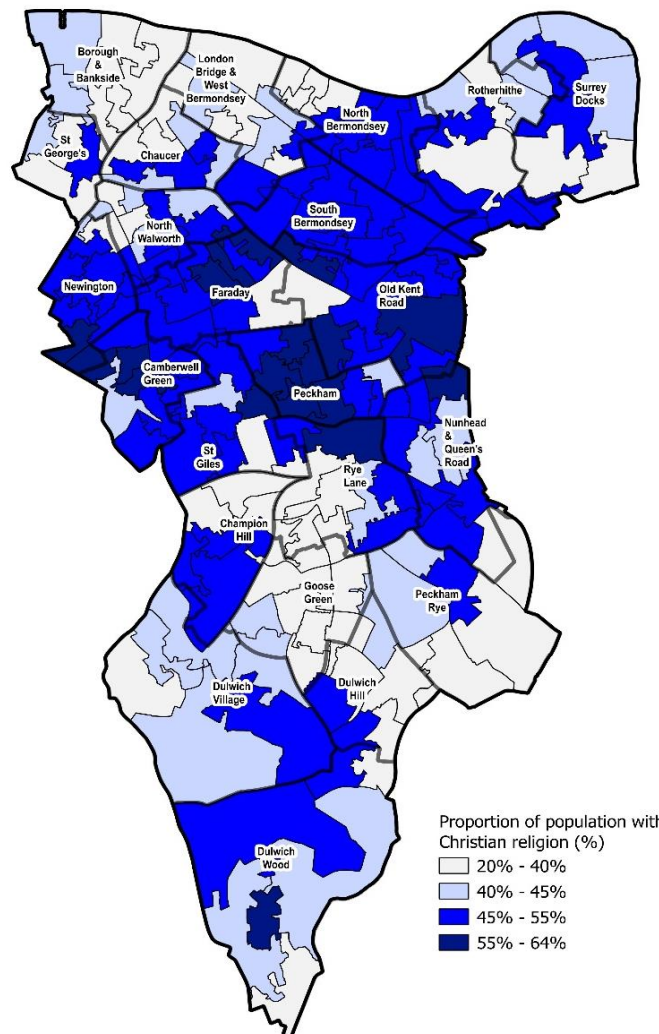 Borough
&
Bankside
London
Bridge &
West
Bermondsey
North
Bermondsey
Rotherhithe
Surrey
Docks
St
George's
Chaucer
South
Bermondsey
North
Walworth
Newington
Faraday
Old Kent
Road
Camberwell
Green
Peckham
Nunhead
&
Queen's
Road
St
Giles
Rye
Lane
Champion
Hill
Goose
Green
Peckham
Rye
Dulwich
Village
Dulwich
Hill
Dulwich
Wood
Proportion of population with
Christian religion (%)
20% - 40%
40% - 45%
45% - 55%
55% - 64%